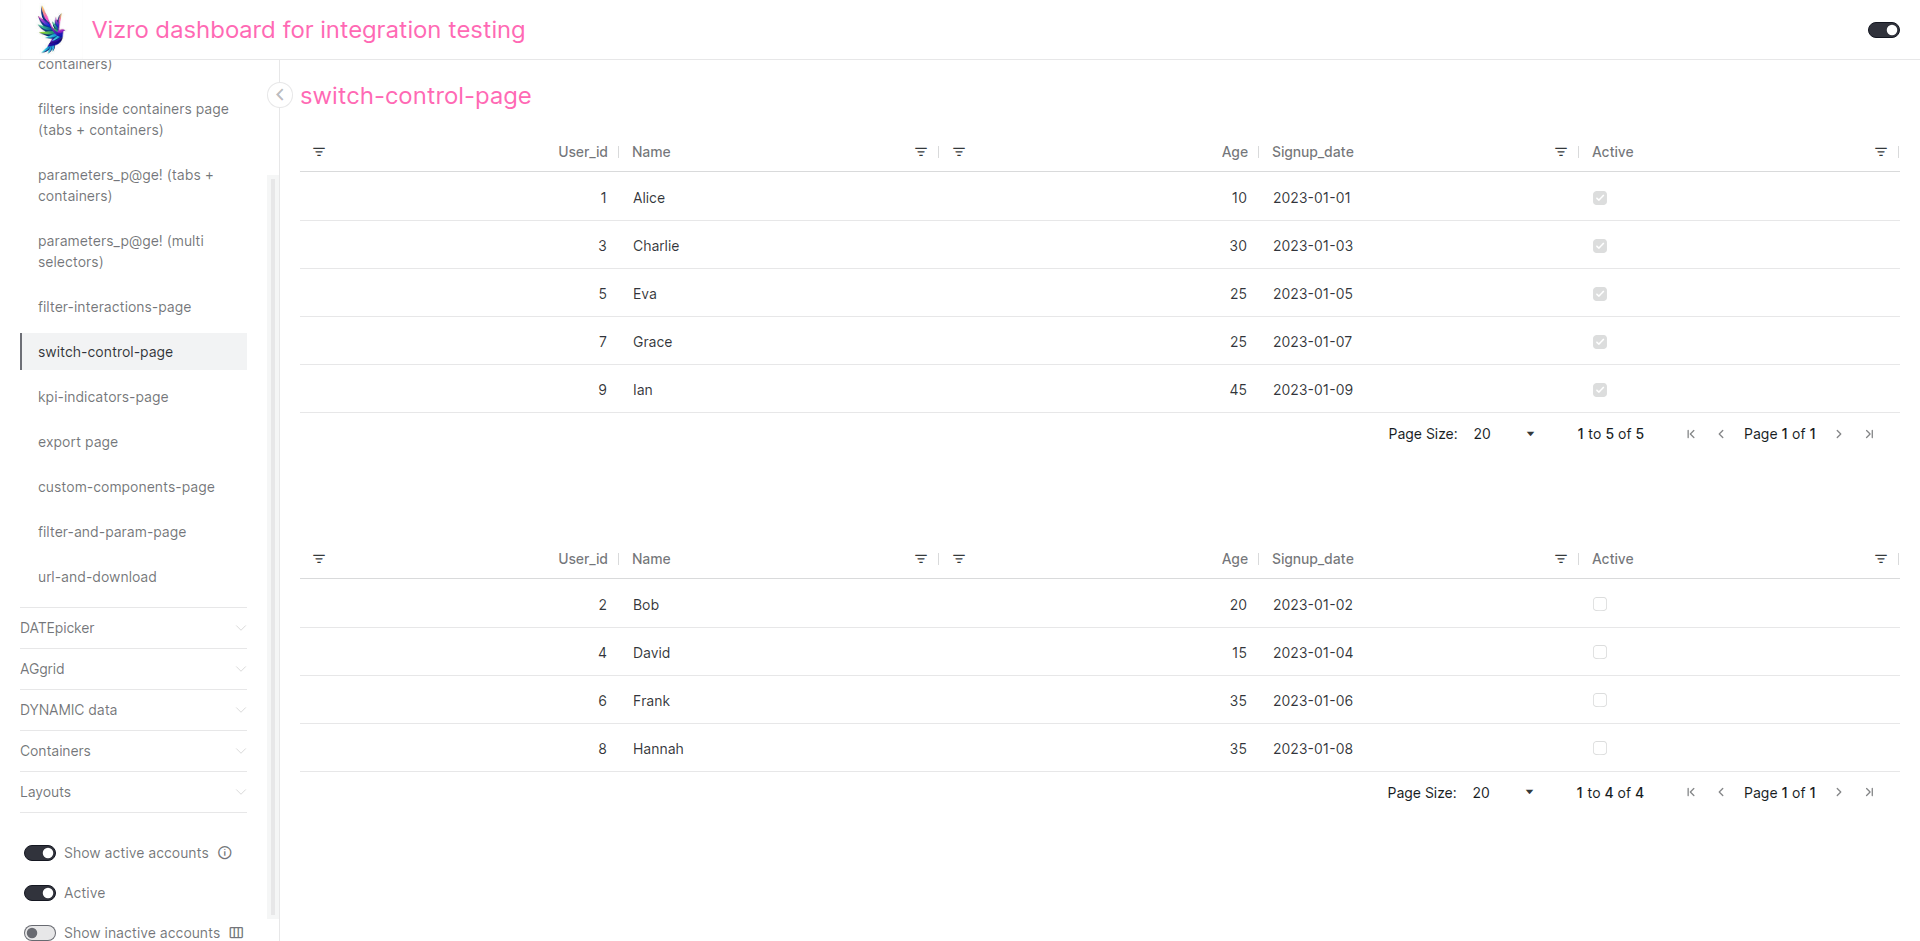 Vizro dashboard for integration testing
containers)
filters inside containers page
(tabs + containers)
parameters_p@ge! (tabs +
containers)
parameters_p@ge! (multi
selectors)
filter-interactions-page
switch-control-page
kpi-indicators-page
export page
custom-components-page
filter-and-param-page
url-and-download
DATEpicker
AGgrid
DYNAMIC data
Containers
Layouts
Show active accounts
Active
Show inactive accounts
switch-control-page
User_id Name Age Signup_date Active
1 Alice 10 2023-01-01
3 Charlie 30 2023-01-03
5 Eva 25 2023-01-05
7 Grace 25 2023-01-07
9 Ian 45 2023-01-09
Page Size: 20 1 to 5 of 5 Page 1 of 1
User_id Name Age Signup_date Active
2 Bob 20 2023-01-02
4 David 15 2023-01-04
6 Frank 35 2023-01-06
8 Hannah 35 2023-01-08
Page Size: 20 1 to 4 of 4 Page 1 of 1